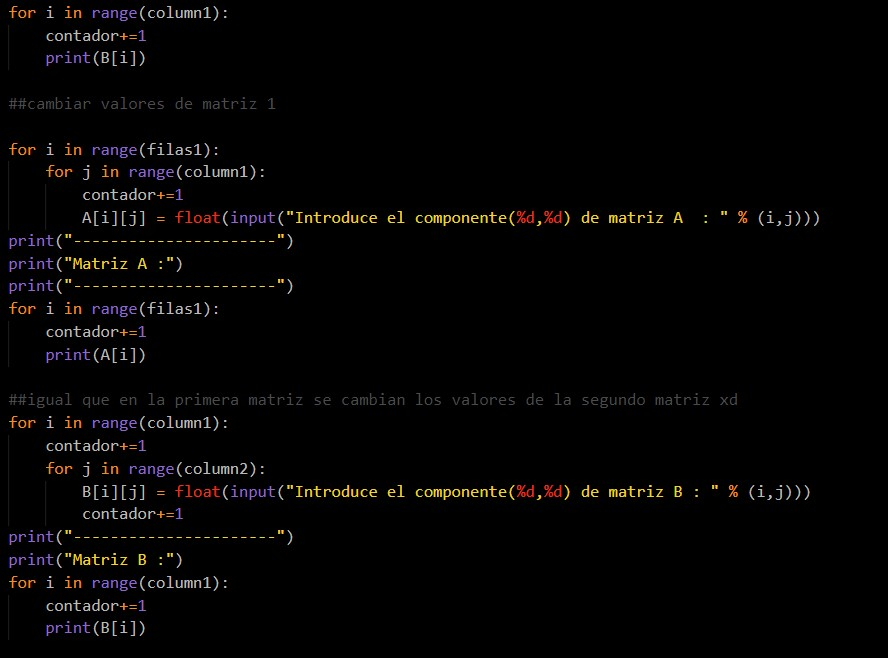 for i in range(column1):
    contador+=1
    print(B[i])
##cambiar valores de matriz 1
for i in range(filas1):
    for j in range(column1):
        contador+=1
        A[i][j] = float(input("Introduce el componente(%d,%d) de matriz A  : " % (i,j)))
print("----------------------")
print("Matriz A :")
print("----------------------")
for i in range(filas1):
    contador+=1
    print(A[i])
##igual que en la primera matriz se cambian los valores de la segundo matriz xd
for i in range(column1):
    contador+=1
    for j in range(column2):
        B[i][j] = float(input("Introduce el componente(%d,%d) de matriz B : " % (i,j)))
        contador+=1
print("----------------------")
print("Matriz B :")
for i in range(column1):
    contador+=1
    print(B[i])